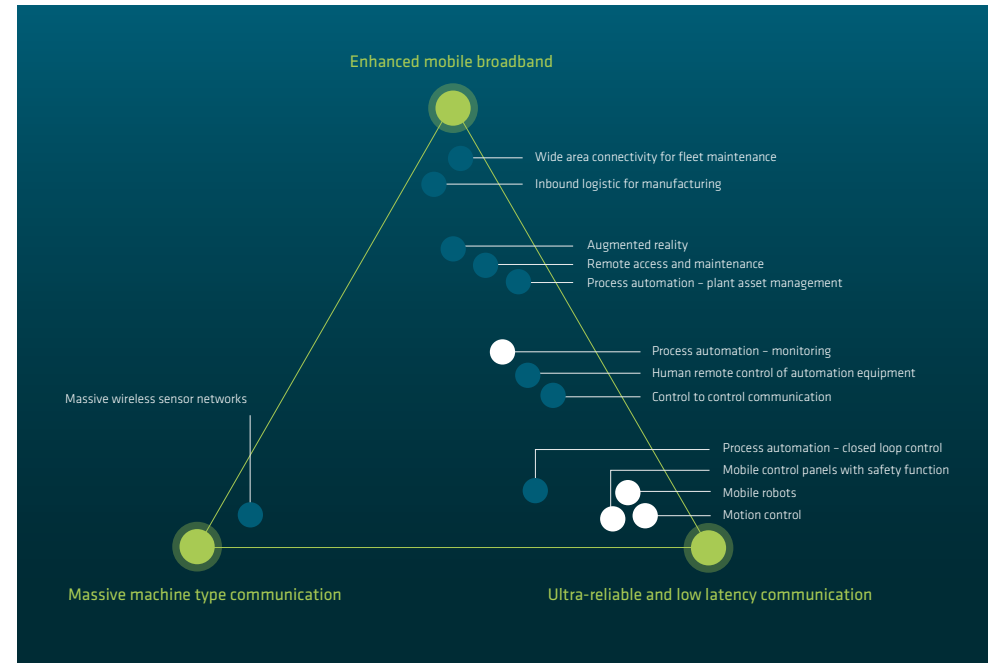 Enhanced mobile broadband
Wide area connectivity for fleet maintenance
Inbound logistic for manufacturing
Augmented reality
Remote access and maintenance
Process automation – plant asset management
Process automation – monitoring
Human remote control of automation equipment
Control to control communication
Massive wireless sensor networks
Process automation – closed loop control
Mobile control panels with safety function
Mobile robots
Motion control
Massive machine type communication
Ultra-reliable and low latency communication